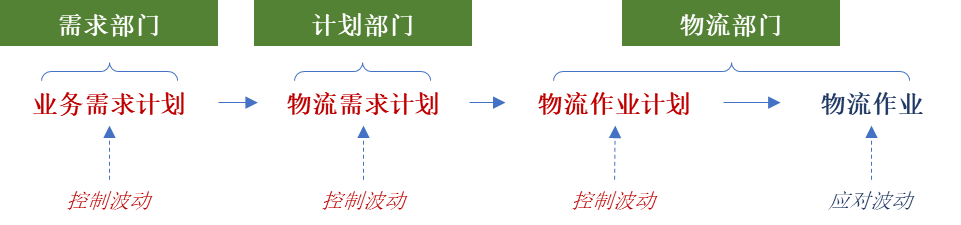 需求部门
计划部门
物流部门
业务需求计划
物流需求计划
物流作业计划
物流作业
控制波动
控制波动
控制波动
应对波动